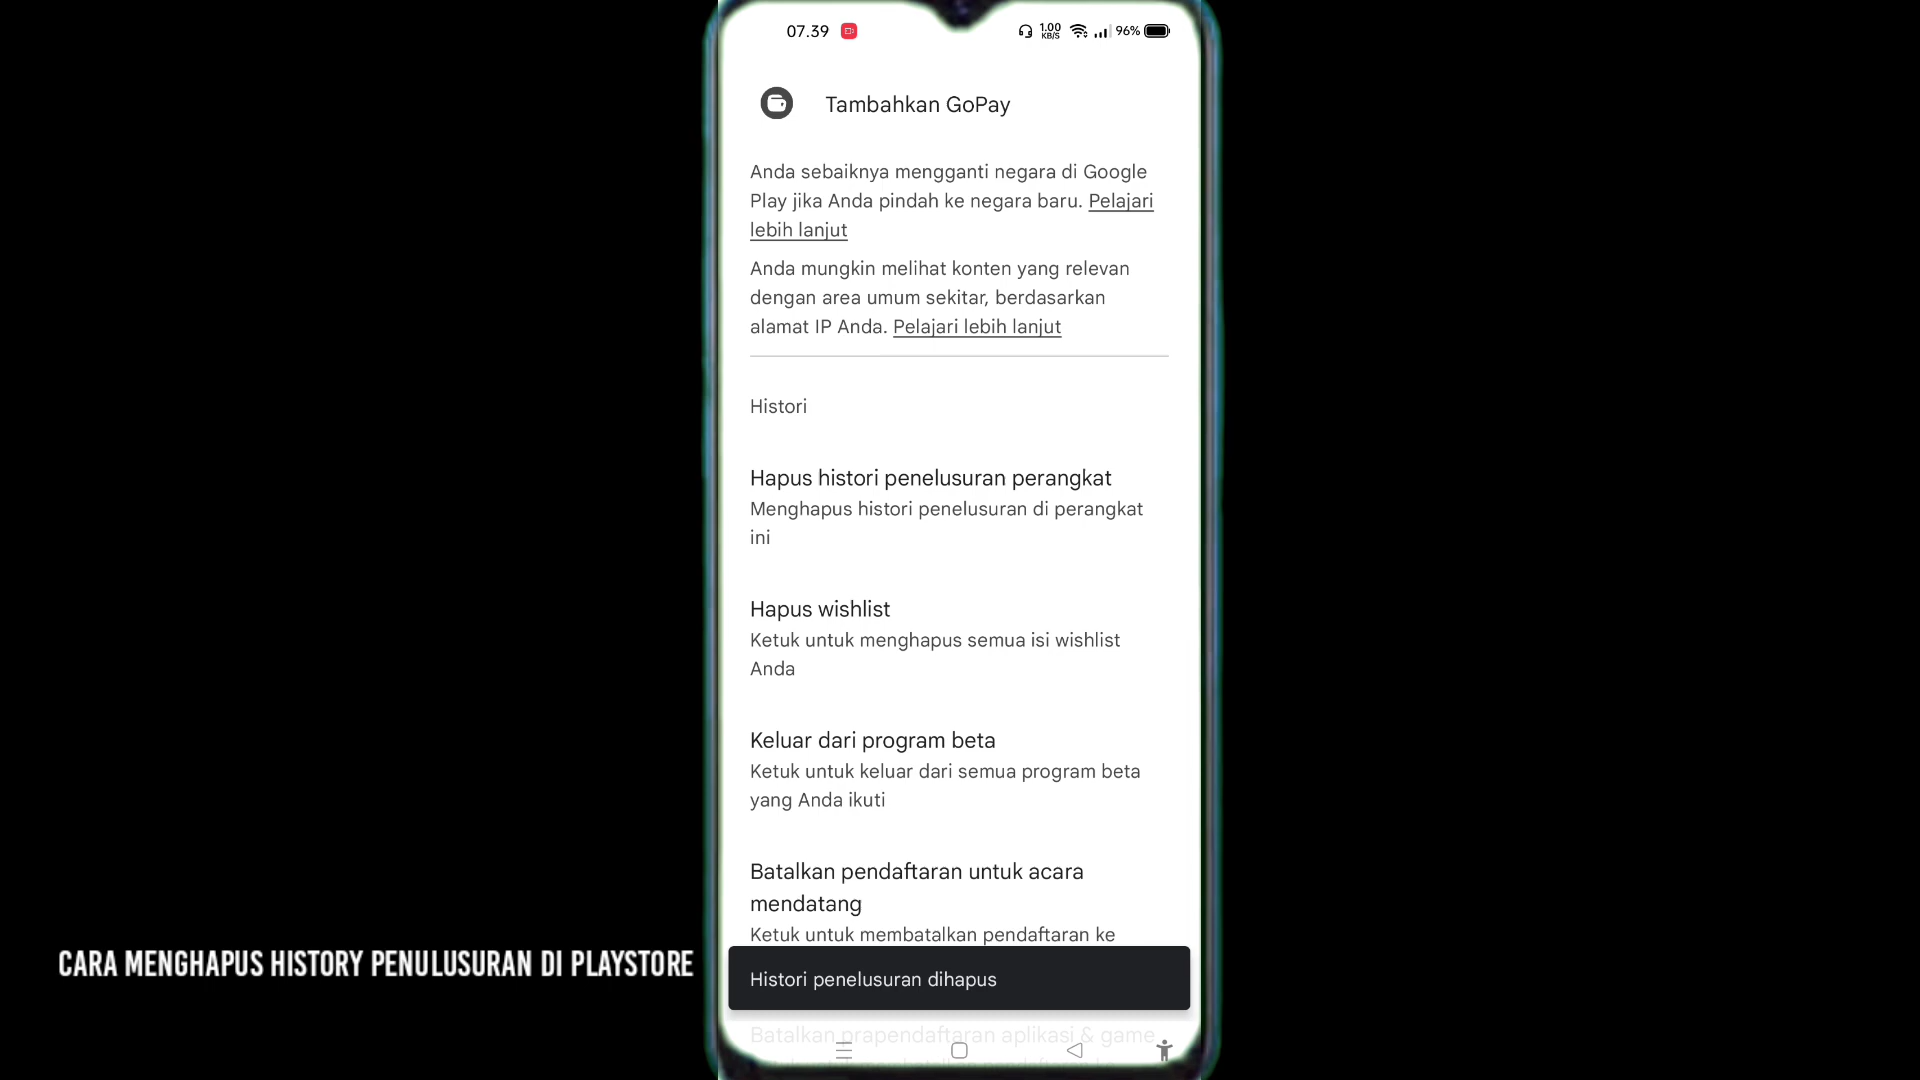 07.39
1.00
KB/S
96%
Tambahkan GoPay
Anda sebaiknya mengganti negara di Google
Play jika Anda pindah ke negara baru. Pelajari
lebih lanjut
Anda mungkin melihat konten yang relevan
dengan area umum sekitar, berdasarkan
alamat IP Anda. Pelajari lebih lanjut
Histori
Hapus histori penelusuran perangkat
Menghapus histori penelusuran di perangkat
ini
Hapus wishlist
Ketuk untuk menghapus semua isi wishlist
Anda
Keluar dari program beta
Ketuk untuk keluar dari semua program beta
yang Anda ikuti
Batalkan pendaftaran untuk acara
mendatang
Ketuk untuk membatalkan pendaftaran ke
CARA MENGHAPUS HISTORY PENULUSURAN DI PLAYSTORE
Histori penelusuran dihapus
Batalkan prapendaftaran aplikasi & game